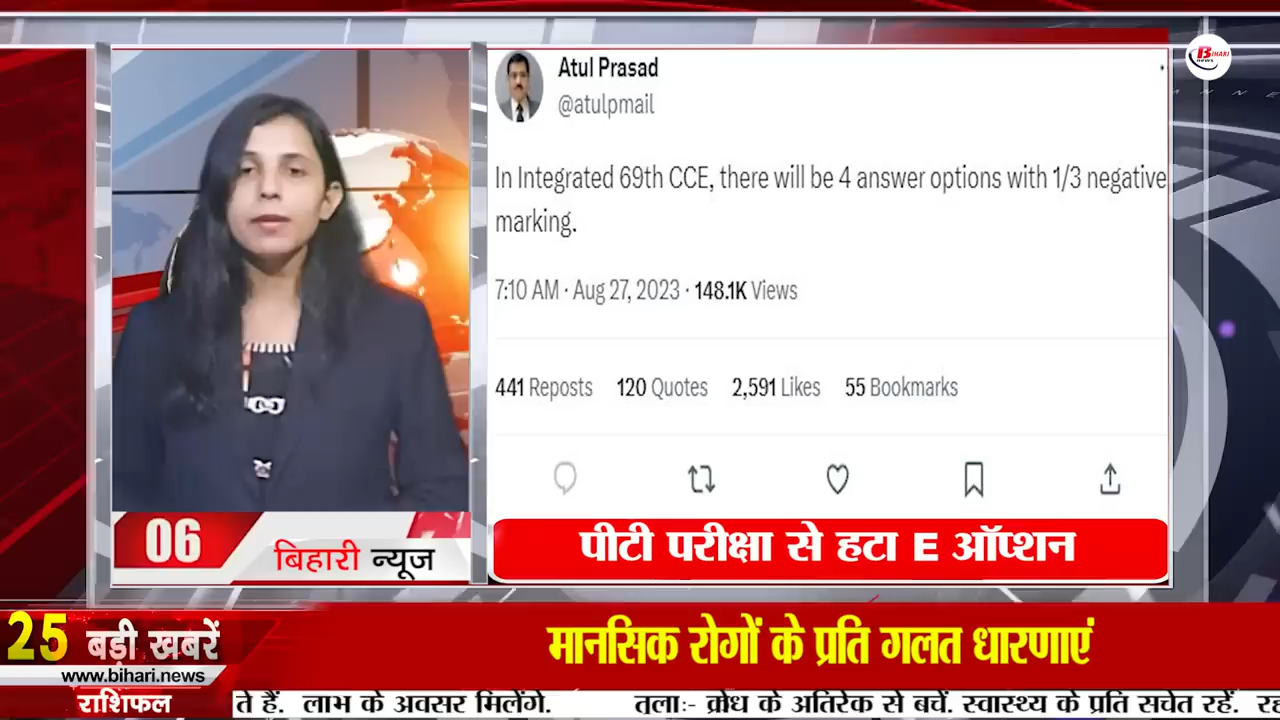 Atul Prasad
@atulpmail
BIHARI
news
In Integrated 69th CCE, there will be 4 answer options with 1/3 negative
marking.
7:10 AM · Aug 27, 2023 · 148.1K Views
441 Reposts 120 Quotes 2,591 Likes 55 Bookmarks
06
बिहारी न्यूज
पीटी परीक्षा से हटा E ऑप्शन
25 बड़ी खबरें
www.bihari.news
मानसिक रोगों के प्रति गलत धारणाएं
राशिफल
ते हैं. लाभ के अवसर मिलेंगे. तुलाः- क्रोध के अतिरेक से बचें. स्वास्थ्य के प्रति सचेत रहें.